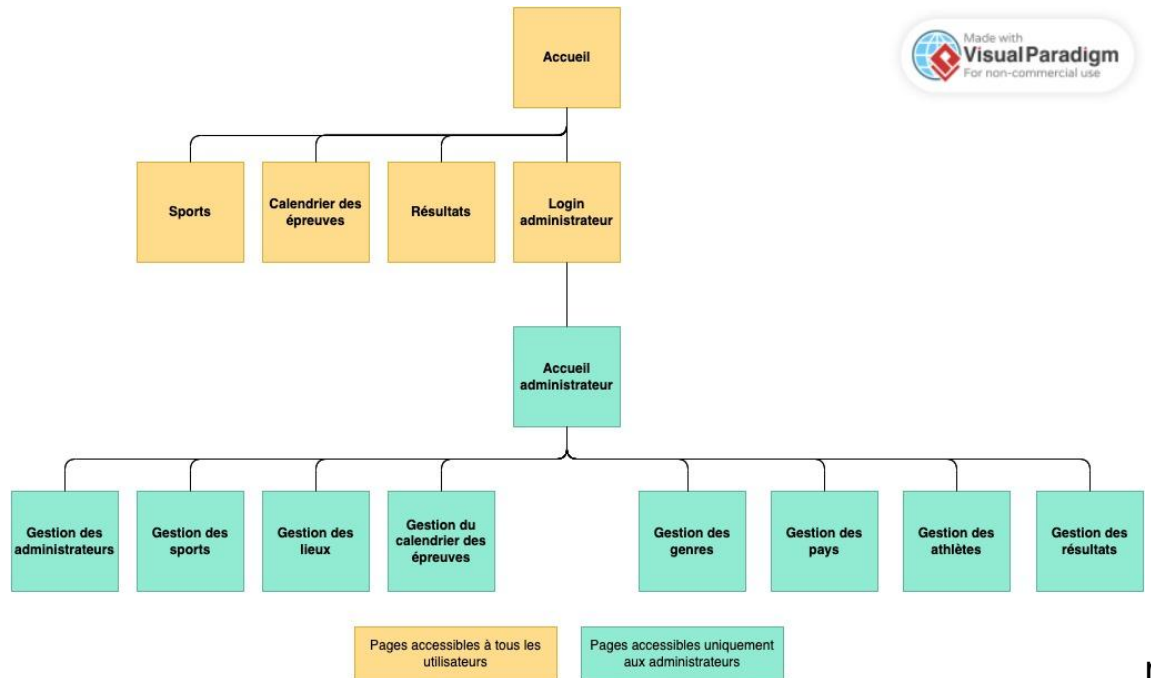 Accueil
Made with
Visual Paradigm
For non-commercial use
Sports
Calendrier des
épreuves
Résultats
Login
administrateur
Accueil
administrateur
Gestion des
administrateurs
Gestion des
sports
Gestion des
lieux
Gestion du
calendrier des
épreuves
Gestion des
genres
Gestion des
pays
Gestion des
athlètes
Gestion des
résultats
Pages accessibles à tous les
utilisateurs
Pages accessibles uniquement
aux administrateurs